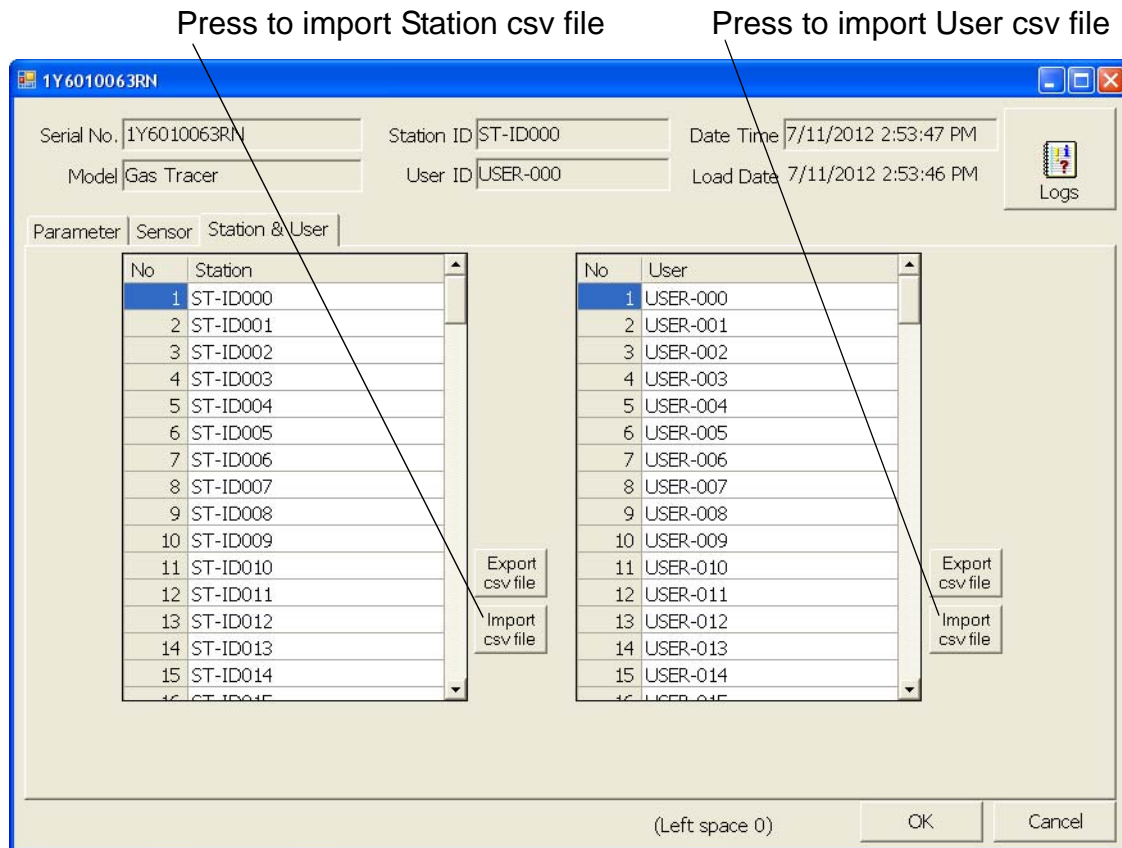 Press to import Station csv file Press to import User csv file
1Y6010063RN
Serial No. 1Y6010063RN Station ID ST-ID000 Date Time 7/11/2012 2:53:47 PM
Model Gas Tracer User ID USER-000 Load Date 7/11/2012 2:53:46 PM
Logs
Parameter Sensor Station & User
No Station No User
1 ST-ID000 1 USER-000
2 ST-ID001 2 USER-001
3 ST-ID002 3 USER-002
4 ST-ID003 4 USER-003
5 ST-ID004 5 USER-004
6 ST-ID005 6 USER-005
7 ST-ID006 7 USER-006
8 ST-ID007 8 USER-007
9 ST-ID008 9 USER-008
10 ST-ID009 10 USER-009
11 ST-ID010 Export csv file 11 USER-010 Export csv file
12 ST-ID011 12 USER-011
13 ST-ID012 Import csv file 13 USER-012 Import csv file
14 ST-ID013 14 USER-013
15 ST-ID014 15 USER-014
16 ST-ID015 16 USER-015
(Left space 0) OK Cancel